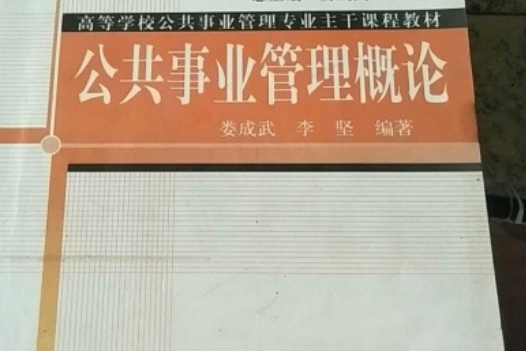 高等学校公共事业管理专业主干课程教材
公共事业管理概论
娄成武 李 坚 编著